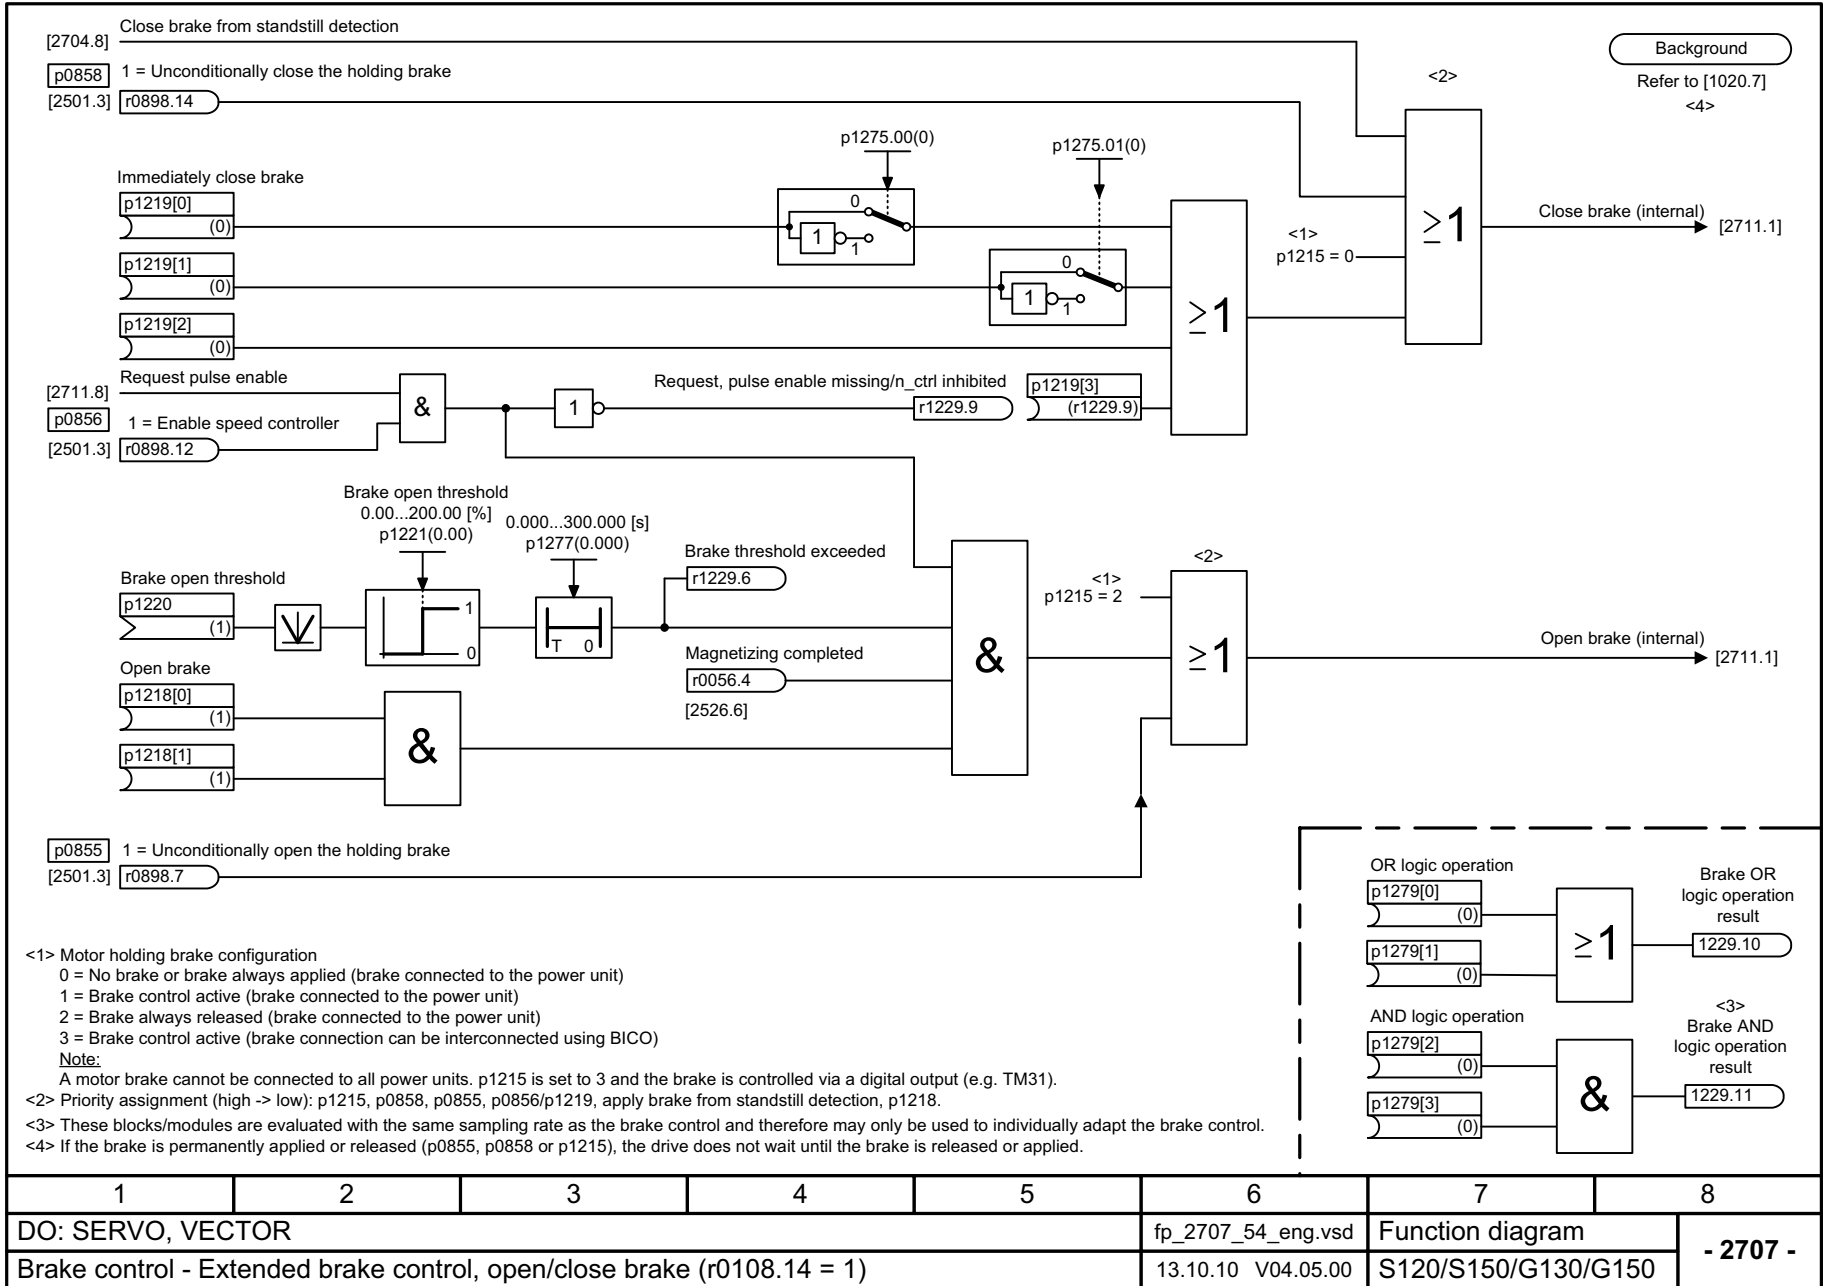 Close brake from standstill detection
[2704.8]
p0858 1 = Unconditionally close the holding brake
[2501.3] r0898.14
Background
Refer to [1020.7]
<4>
<2>
p1275.00(0)
p1275.01(0)
Immediately close brake
p1219[0]
(0)
0
1
1
p1219[1]
(0)
0
1
1
p1219[2]
(0)
≥1
<1>
p1215 = 0
≥1
Close brake (internal)
[2711.1]
Request pulse enable
[2711.8]
p0856 1 = Enable speed controller
[2501.3] r0898.12
&
1
Request, pulse enable missing/n_ctrl inhibited
r1229.9
p1219[3]
(r1229.9)
Brake open threshold
0.00...200.00 [%]
p1221(0.00)
0.000...300.000 [s]
p1277(0.000)
Brake threshold exceeded
r1229.6
Brake open threshold
p1220
(1)
1
0
T 0
Magnetizing completed
r0056.4
[2526.6]
&
<1>
p1215 = 2
<2>
≥1
Open brake (internal)
[2711.1]
Open brake
p1218[0]
(1)
p1218[1]
(1)
&
p0855 1 = Unconditionally open the holding brake
[2501.3] r0898.7
OR logic operation
p1279[0]
(0)
p1279[1]
(0)
≥1
Brake OR
logic operation
result
1229.10
AND logic operation
p1279[2]
(0)
p1279[3]
(0)
&
<3>
Brake AND
logic operation
result
1229.11
<1> Motor holding brake configuration
0 = No brake or brake always applied (brake connected to the power unit)
1 = Brake control active (brake connected to the power unit)
2 = Brake always released (brake connected to the power unit)
3 = Brake control active (brake connection can be interconnected using BICO)
Note:
A motor brake cannot be connected to all power units. p1215 is set to 3 and the brake is controlled via a digital output (e.g. TM31).
<2> Priority assignment (high -> low): p1215, p0858, p0855, p0856/p1219, apply brake from standstill detection, p1218.
<3> These blocks/modules are evaluated with the same sampling rate as the brake control and therefore may only be used to individually adapt the brake control.
<4> If the brake is permanently applied or released (p0855, p0858 or p1215), the drive does not wait until the brake is released or applied.
1 2 3 4 5 6 7 8
DO: SERVO, VECTOR
fp_2707_54_eng.vsd
Function diagram
- 2707 -
Brake control - Extended brake control, open/close brake (r0108.14 = 1)
13.10.10 V04.05.00
S120/S150/G130/G150